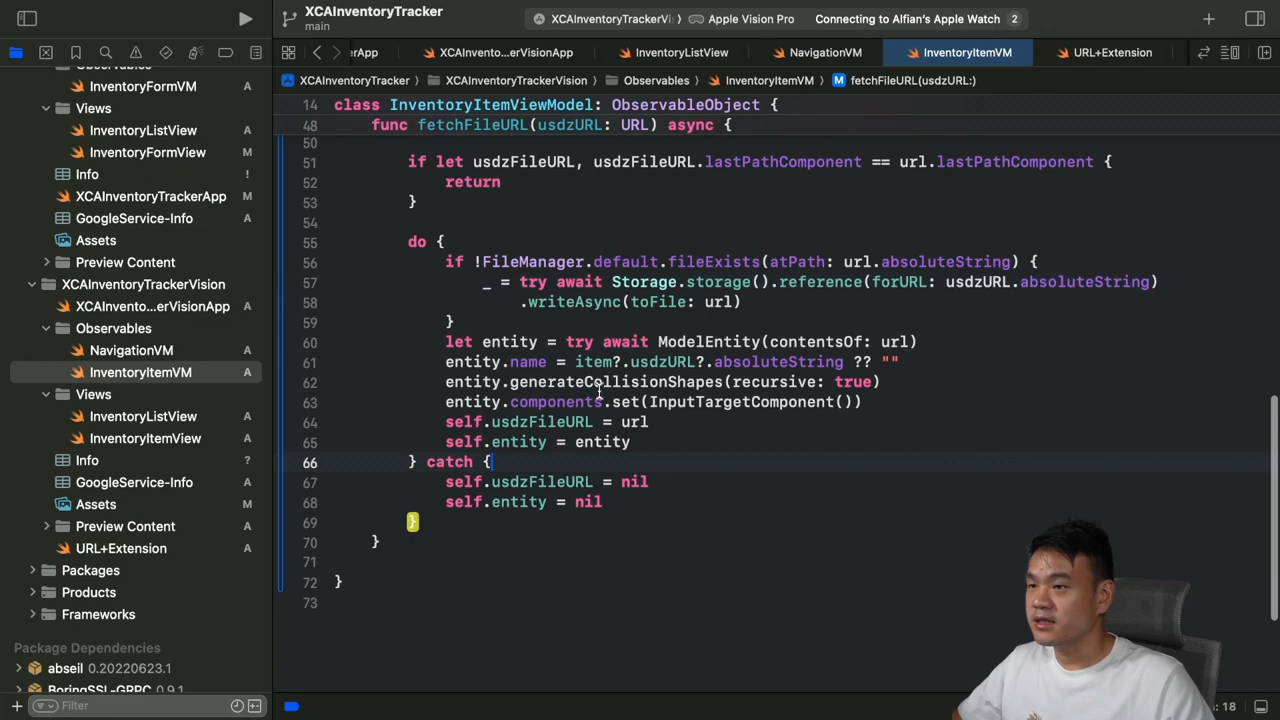 XCAInventoryTracker
main
XCAInventoryTrackerVi: Apple Vision Pro
Connecting to Alfian's Apple Watch 2
erApp
XCAInvento...erVisionApp
InventoryListView
NavigationVM
InventoryItemVM
URL+Extension
XCAInventoryTracker
XCAInventoryTrackerVision
Observables
InventoryItemVM
M fetchFileURL(usdzURL:)
InventoryFormVM A
Views
InventoryListView A
InventoryFormView M
Info !
XCAInventoryTrackerApp M
GoogleService-Info A
Assets
Preview Content
XCAInventoryTrackerVision
XCAInvento...erVisionApp A
Observables
NavigationVM A
InventoryItemVM A
Views
InventoryListView A
InventoryItemView A
Info ?
GoogleService-Info A
Assets M
Preview Content
URL+Extension A
Packages
Products
Frameworks
Package Dependencies
abseil 0.20220623.1
BoringSSL-GRPC 0.9.1
Filter
14 class InventoryItemViewModel: ObservableObject {
48 func fetchFileURL(usdzURL: URL) async {
50
51 if let usdzFileURL, usdzFileURL.lastPathComponent == url.lastPathComponent {
52 return
53 }
54
55 do {
56 if !FileManager.default.fileExists(atPath: url.absoluteString) {
57 _ = try await Storage.storage().reference(forURL: usdzURL.absoluteString)
58 .writeAsync(toFile: url)
59 }
60 let entity = try await ModelEntity(contentsOf: url)
61 entity.name = item?.usdzURL?.absoluteString ?? ""
62 entity.generateCollisionShapes(recursive: true)
63 entity.components.set(InputTargetComponent())
64 self.usdzFileURL = url
65 self.entity = entity
66 } catch {
67 self.usdzFileURL = nil
68 self.entity = nil
69 }
70 }
71
72 }
73
: 18